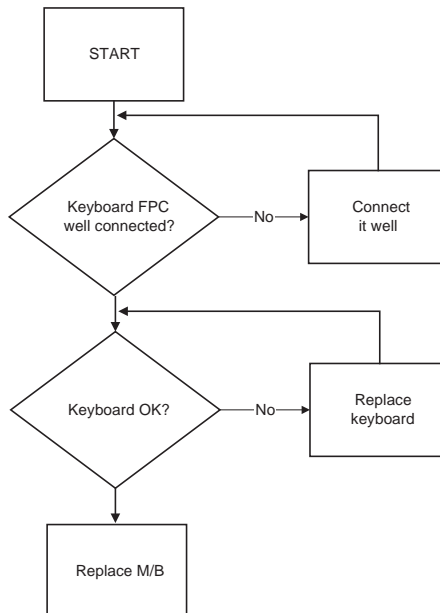 START
Keyboard FPC
well connected?
No
Connect
it well
Keyboard OK?
No
Replace
keyboard
Replace M/B